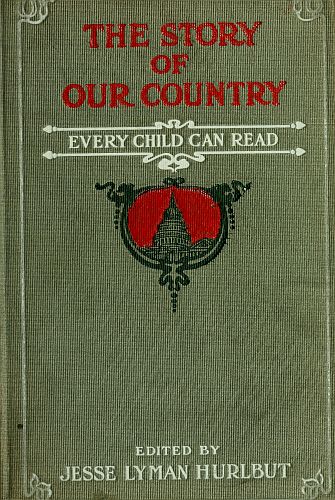 THE STORY
OF
OUR COUNTRY
EVERY CHILD CAN READ
EDITED BY
JESSE LYMAN HURLBUT